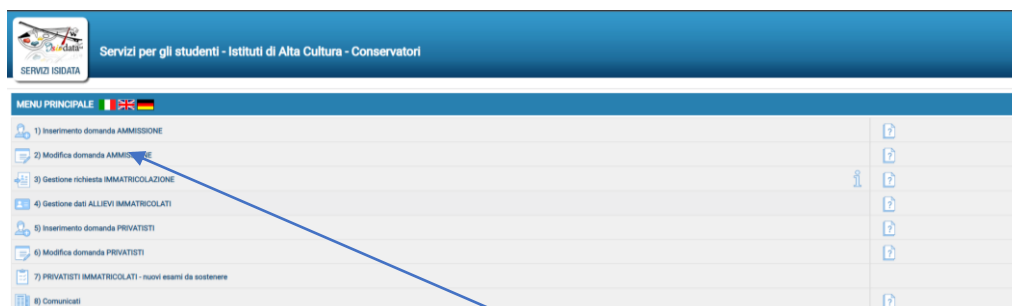 Servizi per gli studenti - Istituti di Alta Cultura - Conservatori
SERVIZI ISIDATA
MENU PRINCIPALE
1) Inserimento domanda AMMISSIONE
2) Modifica domanda AMMISSIONE
3) Gestione richiesta IMMATRICOLAZIONE
4) Gestione dati ALLIEVI IMMATRICOLATI
5) Inserimento domanda PRIVATISTI
6) Modifica domanda PRIVATISTI
7) PRIVATISTI IMMATRICOLATI - nuovi esami da sostenere
8) Comunicati